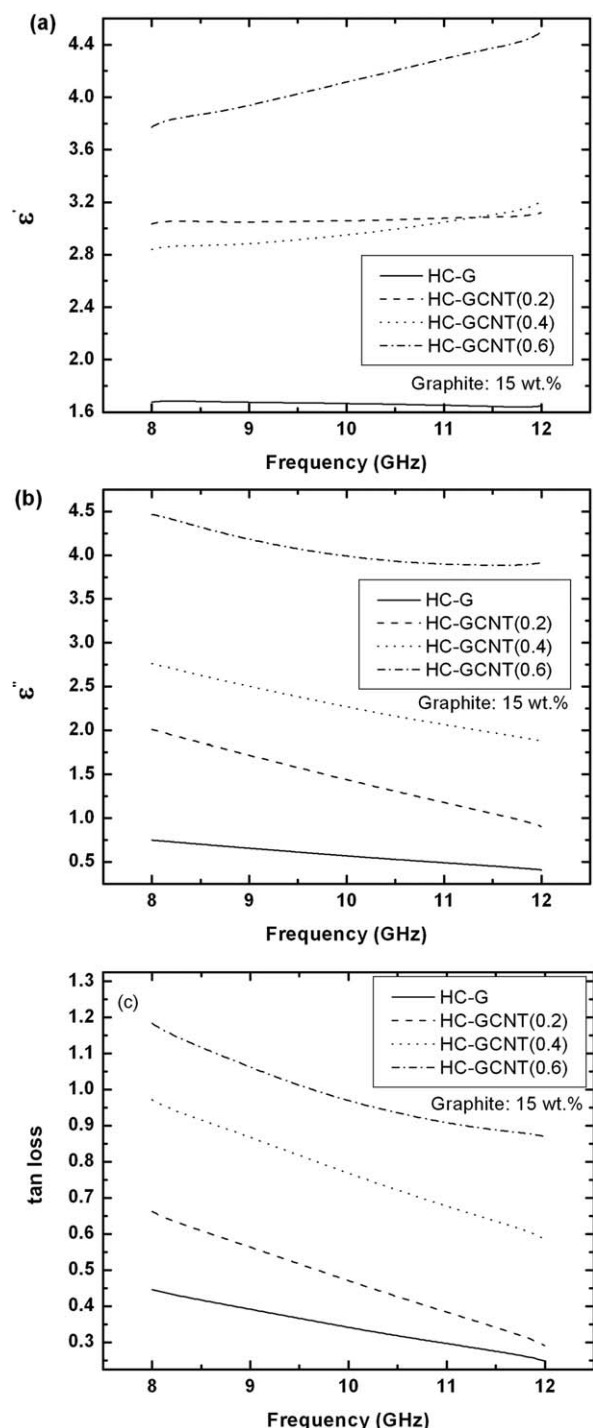 (a)
4.4
4.0
3.6
3.2
2.8
2.4
2.0
1.6
ε'
HC-G
HC-GCNT(0.2)
HC-GCNT(0.4)
HC-GCNT(0.6)
Graphite: 15 wt.%
8 9 10 11 12
Frequency (GHz)
(b)
4.5
4.0
3.5
3.0
2.5
2.0
1.5
1.0
0.5
ε"
HC-G
HC-GCNT(0.2)
HC-GCNT(0.4)
HC-GCNT(0.6)
Graphite: 15 wt.%
8 9 10 11 12
Frequency (GHz)
(c)
1.3
1.2
1.1
1.0
0.9
0.8
0.7
0.6
0.5
0.4
0.3
tan loss
HC-G
HC-GCNT(0.2)
HC-GCNT(0.4)
HC-GCNT(0.6)
Graphite: 15 wt.%
8 9 10 11 12
Frequency (GHz)